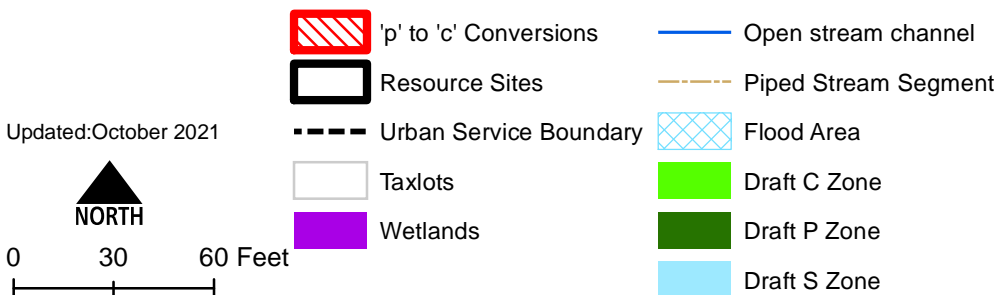 Updated:October 2021
NORTH
0 30 60 Feet
'p' to 'c' Conversions
Resource Sites
Urban Service Boundary
Taxlots
Wetlands
Open stream channel
Piped Stream Segment
Flood Area
Draft C Zone
Draft P Zone
Draft S Zone